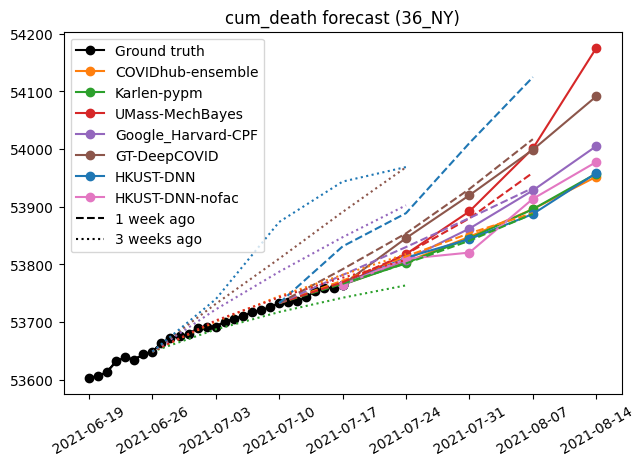 cum_death forecast (36_NY)
54200
54100
54000
53900
53800
53700
53600
Ground truth
COVIDhub-ensemble
Karlen-pypm
UMass-MechBayes
Google_Harvard-CPF
GT-DeepCOVID
HKUST-DNN
HKUST-DNN-nofac
1 week ago
3 weeks ago
2021-06-19
2021-06-26
2021-07-03
2021-07-10
2021-07-17
2021-07-24
2021-07-31
2021-08-07
2021-08-14